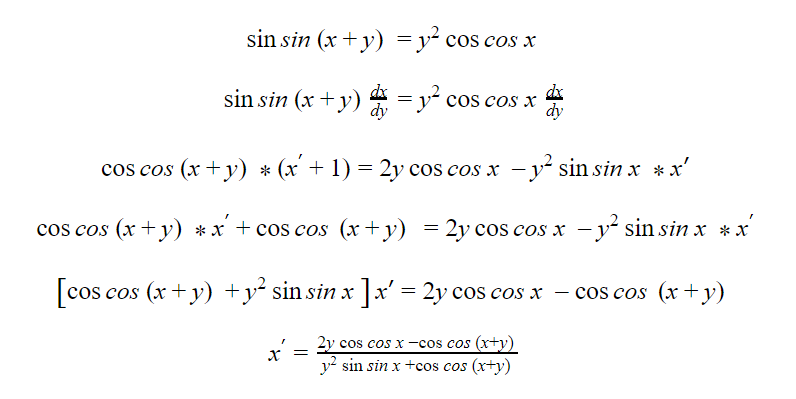 sin sin (x + y) = y² cos cos x
sin sin (x + y) dx/dy = y² cos cos x dx/dy
cos cos (x + y) * (x′ + 1) = 2y cos cos x − y² sin sin x * x′
cos cos (x + y) * x′ + cos cos (x + y) = 2y cos cos x − y² sin sin x * x′
[cos cos (x + y) + y² sin sin x ] x′ = 2y cos cos x − cos cos (x + y)
x′ = (2y cos cos x −cos cos (x+y))/(y² sin sin x +cos cos (x+y))